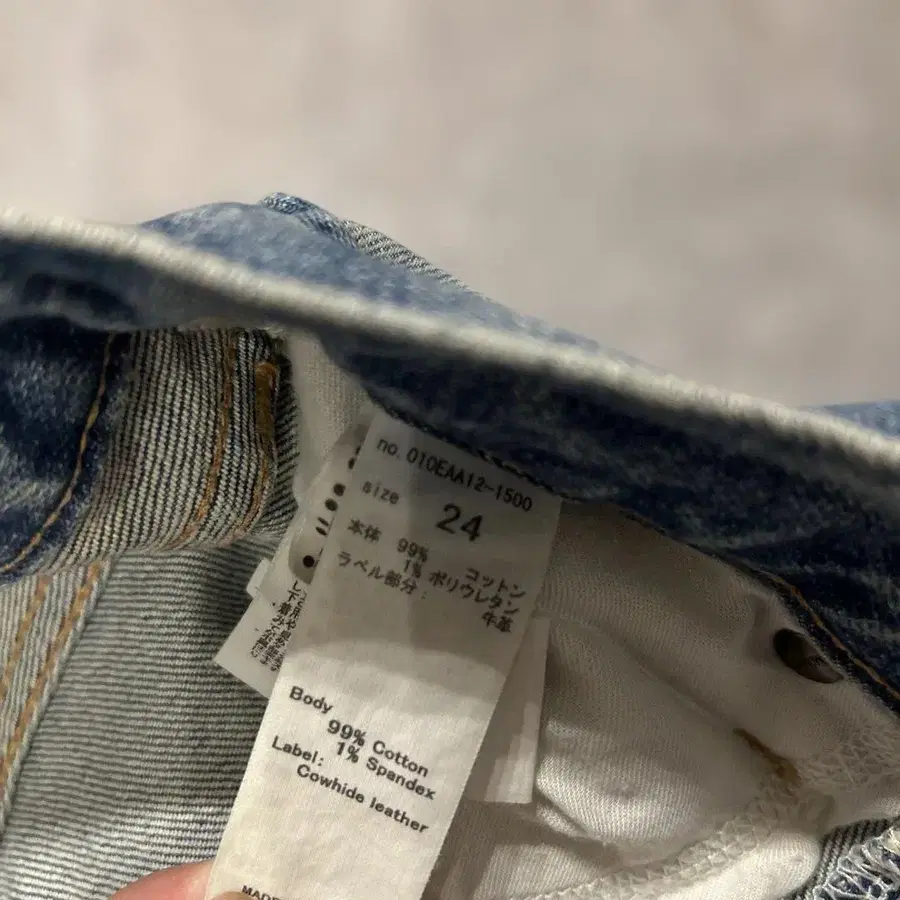 no. 010EAA12-1500
size 24
本体 99% コットン
1% ポリウレタン
ラベル部分: 牛革
Body
99% Cotton
1% Spandex
Label:
Cowhide leather
MADE